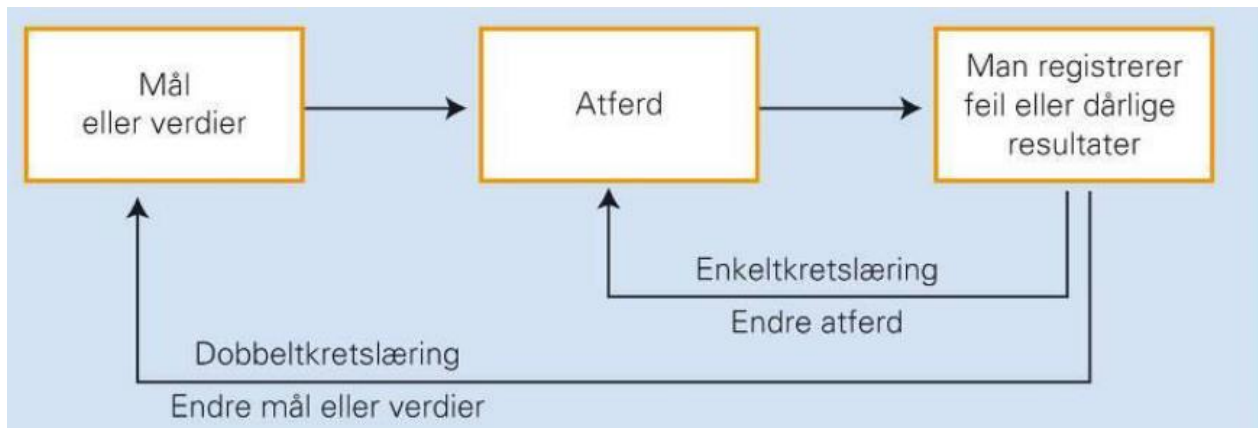 Mål
eller verdier
Atferd
Man registrerer
feil eller dårlige
resultater
Enkeltkretslæring
Endre atferd
Dobbeltkretslæring
Endre mål eller verdier